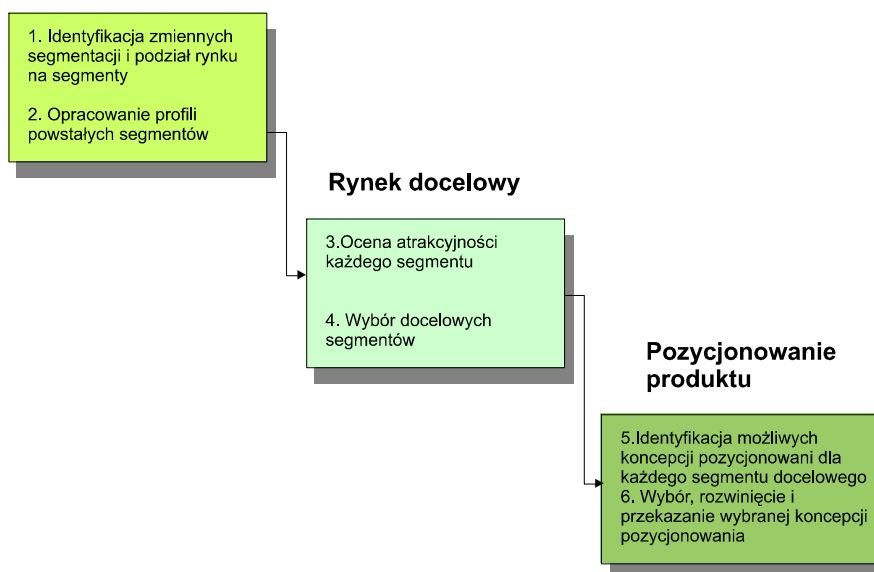 1. Identyfikacja zmiennych
segmentacji i podział rynku
na segmenty
2. Opracowanie profili
powstałych segmentów
Rynek docelowy
3.Ocena atrakcyjności
każdego segmentu
4. Wybór docelowych
segmentów
Pozycjonowanie
produktu
5.Identyfikacja możliwych
koncepcji pozycjonowani dla
każdego segmentu docelowego
6. Wybór, rozwinięcie i
przekazanie wybranej koncepcji
pozycjonowania